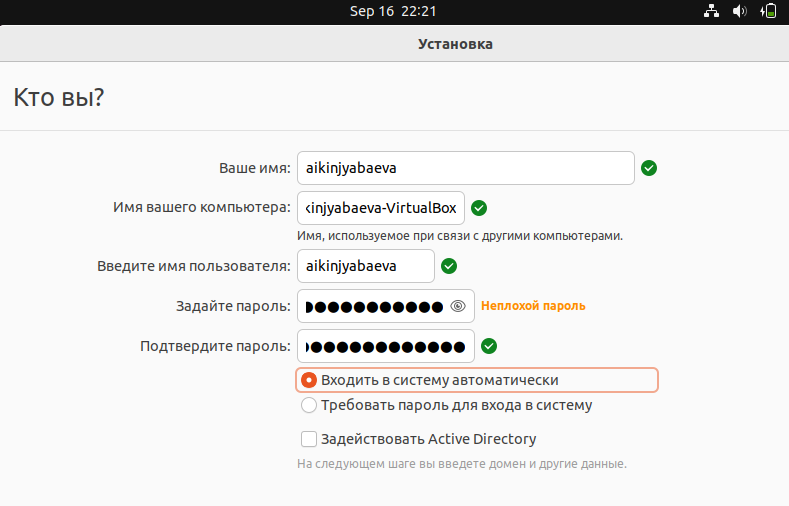 Sep 16 22:21
Установка
Кто вы?
Ваше имя: aikinjyabaeva
Имя вашего компьютера: kinjyabaeva-VirtualBox
Имя, используемое при связи с другими компьютерами.
Введите имя пользователя: aikinjyabaeva
Задайте пароль: Неплохой пароль
Подтвердите пароль:
Входить в систему автоматически
Требовать пароль для входа в систему
Задействовать Active Directory
На следующем шаге вы введете домен и другие данные.